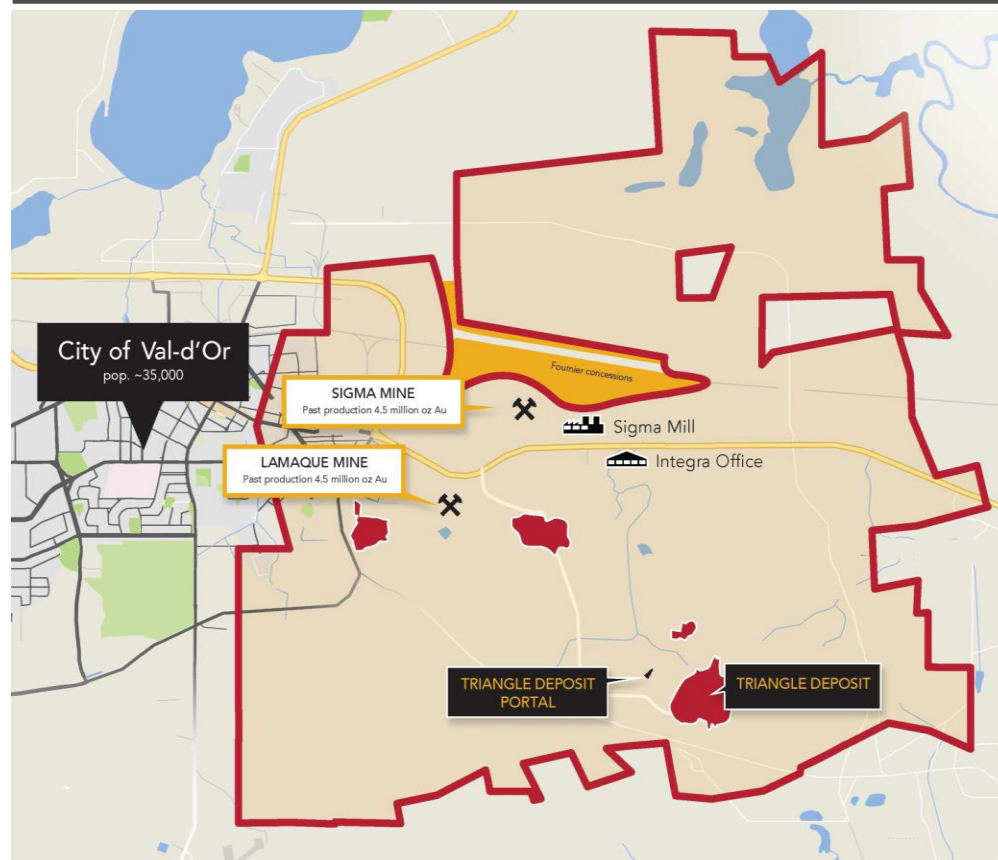 City of Val-d'Or
pop. ~35,000
Fournier concessions
SIGMA MINE
Past production 4.5 million oz Au
Sigma Mill
LAMAQUE MINE
Past production 4.5 million oz Au
Integra Office
TRIANGLE DEPOSIT
PORTAL
TRIANGLE DEPOSIT